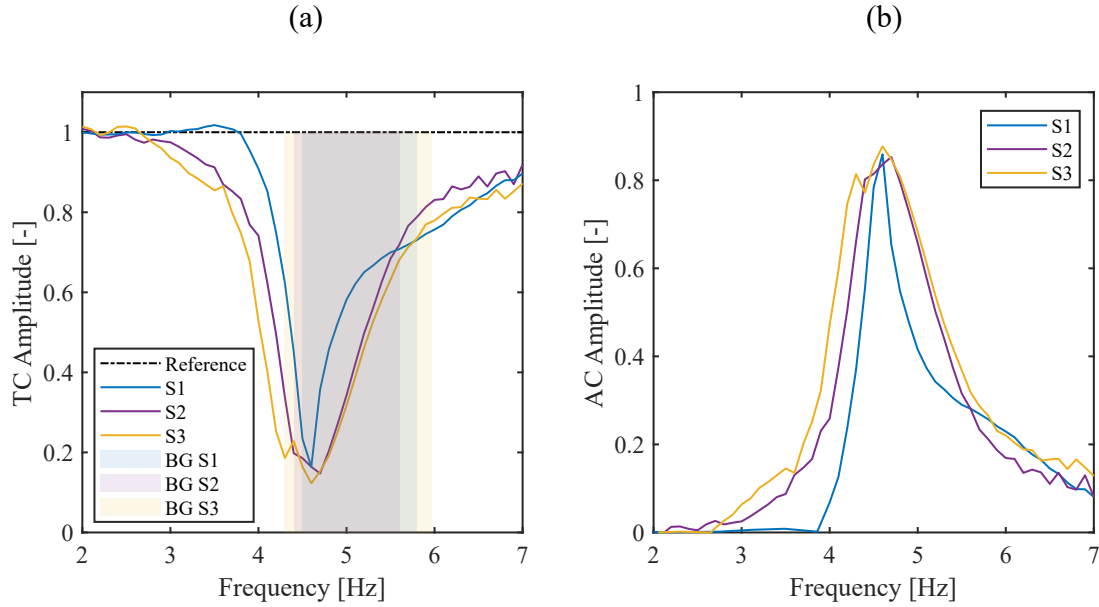 (a)
TC Amplitude [-]
1
0.8
0.6
0.4
0.2
0
Reference
S1
S2
S3
BG S1
BG S2
BG S3
2 3 4 5 6 7
Frequency [Hz]
(b)
AC Amplitude [-]
1
0.8
0.6
0.4
0.2
0
S1
S2
S3
2 3 4 5 6 7
Frequency [Hz]